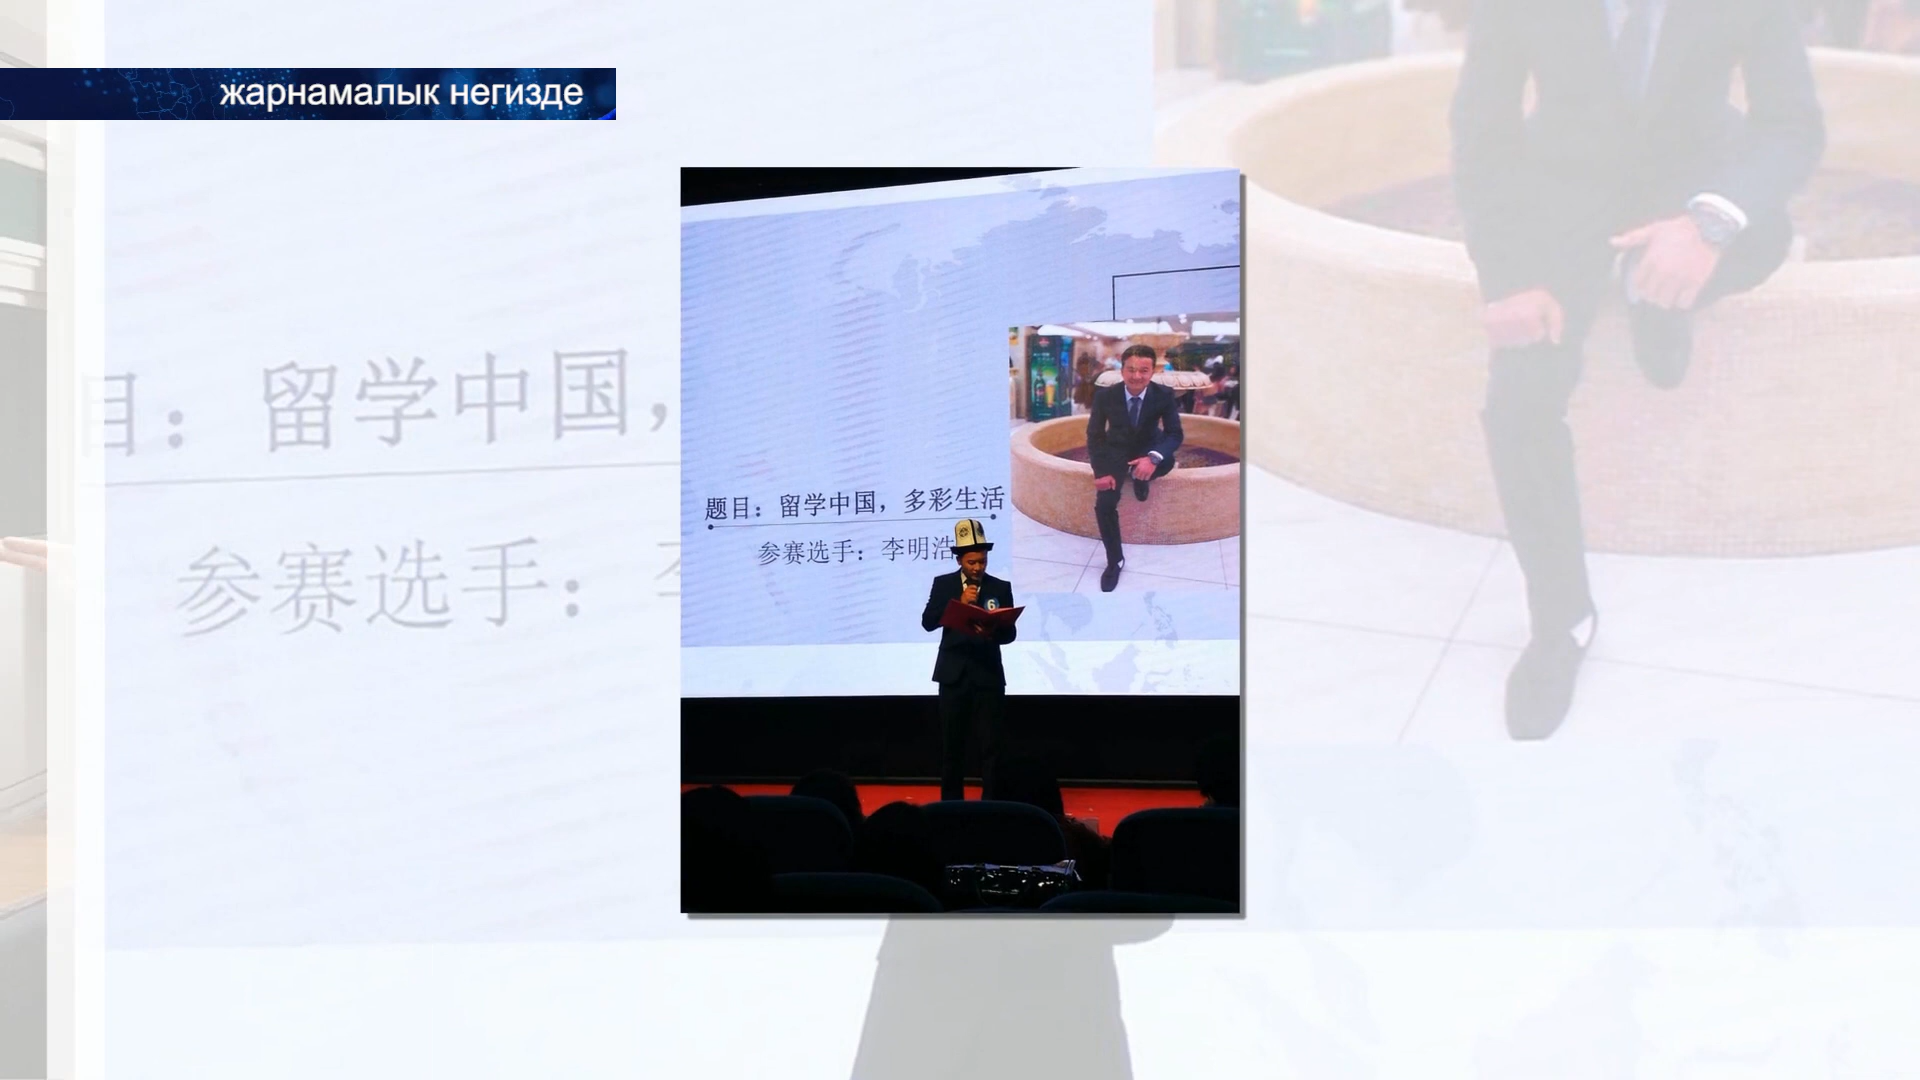 жарнамалык негизде
目：留学中国，
参赛选手：
题目：留学中国，多彩生活
参赛选手：李明浩
6